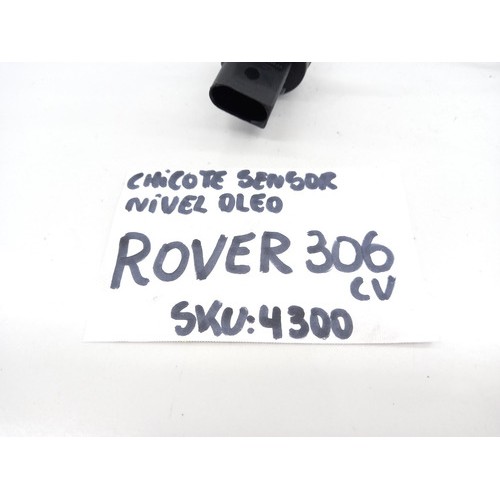 CHICOTE SENSOR
NIVEL OLEO
ROVER 306
CV
SKU:4300